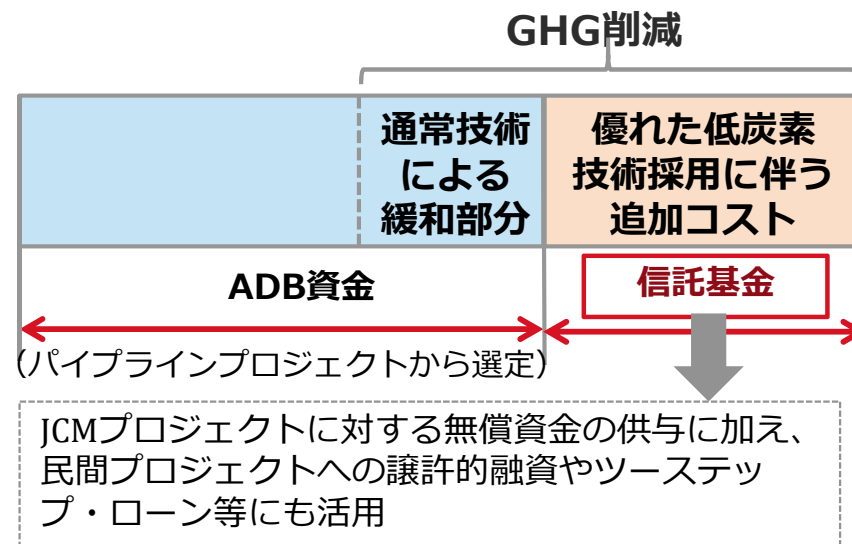 GHG削減
通常技術
による
緩和部分
優れた低炭素
技術採用に伴う
追加コスト
ADB資金
信託基金
(パイプラインプロジェクトから選定)
JCMプロジェクトに対する無償資金の供与に加え、
民間プロジェクトへの譲許的融資やツーステッ
プ・ローン等にも活用